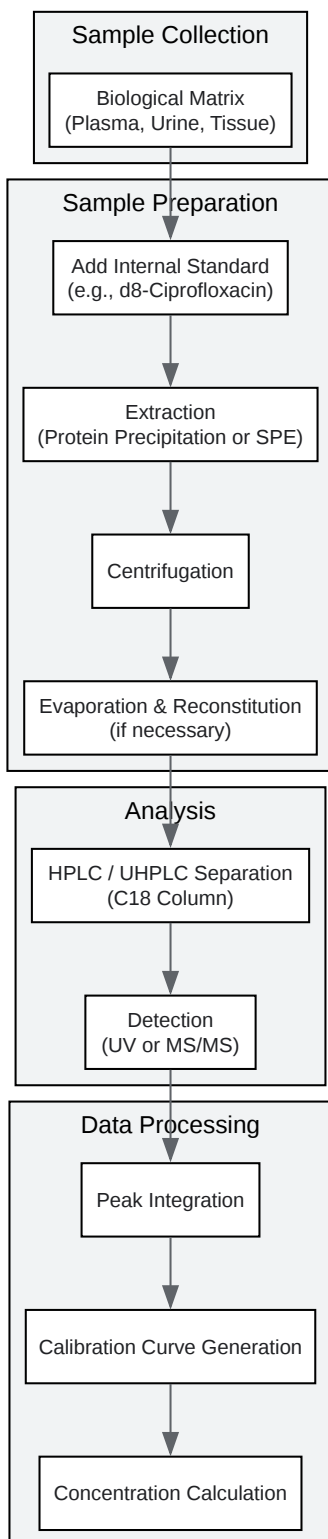 Sample Collection
Biological Matrix
(Plasma, Urine, Tissue)
Sample Preparation
Add Internal Standard
(e.g., d8-Ciprofloxacin)
Extraction
(Protein Precipitation or SPE)
Centrifugation
Evaporation & Reconstitution
(if necessary)
Analysis
HPLC / UHPLC Separation
(C18 Column)
Detection
(UV or MS/MS)
Data Processing
Peak Integration
Calibration Curve Generation
Concentration Calculation